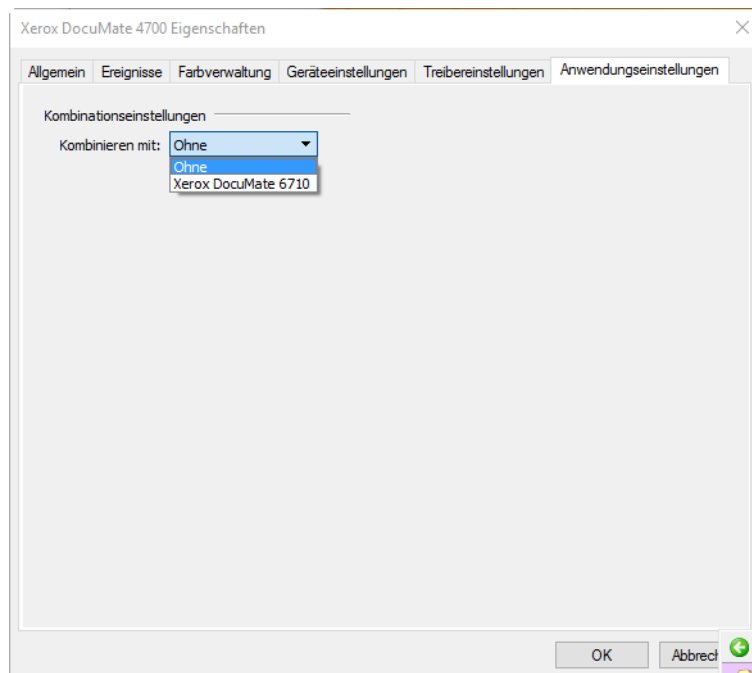 Xerox DocuMate 4700 Eigenschaften
Allgemein Ereignisse Farbverwaltung Geräteeinstellungen Treibereinstellungen Anwendungseinstellungen
Kombinationseinstellungen
Kombinieren mit: Ohne
Ohne
Xerox DocuMate 6710
OK Abbrech